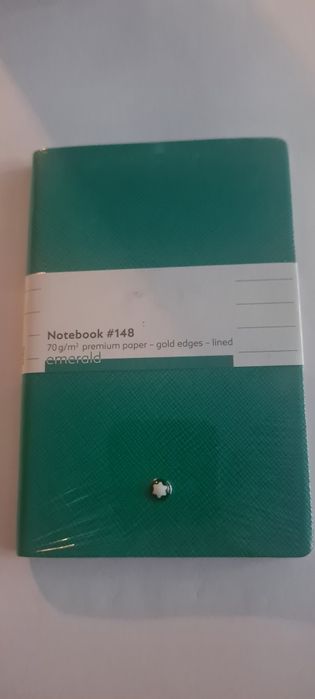 Notebook #148
70 g/m² premium paper – gold edges – lined
emerald